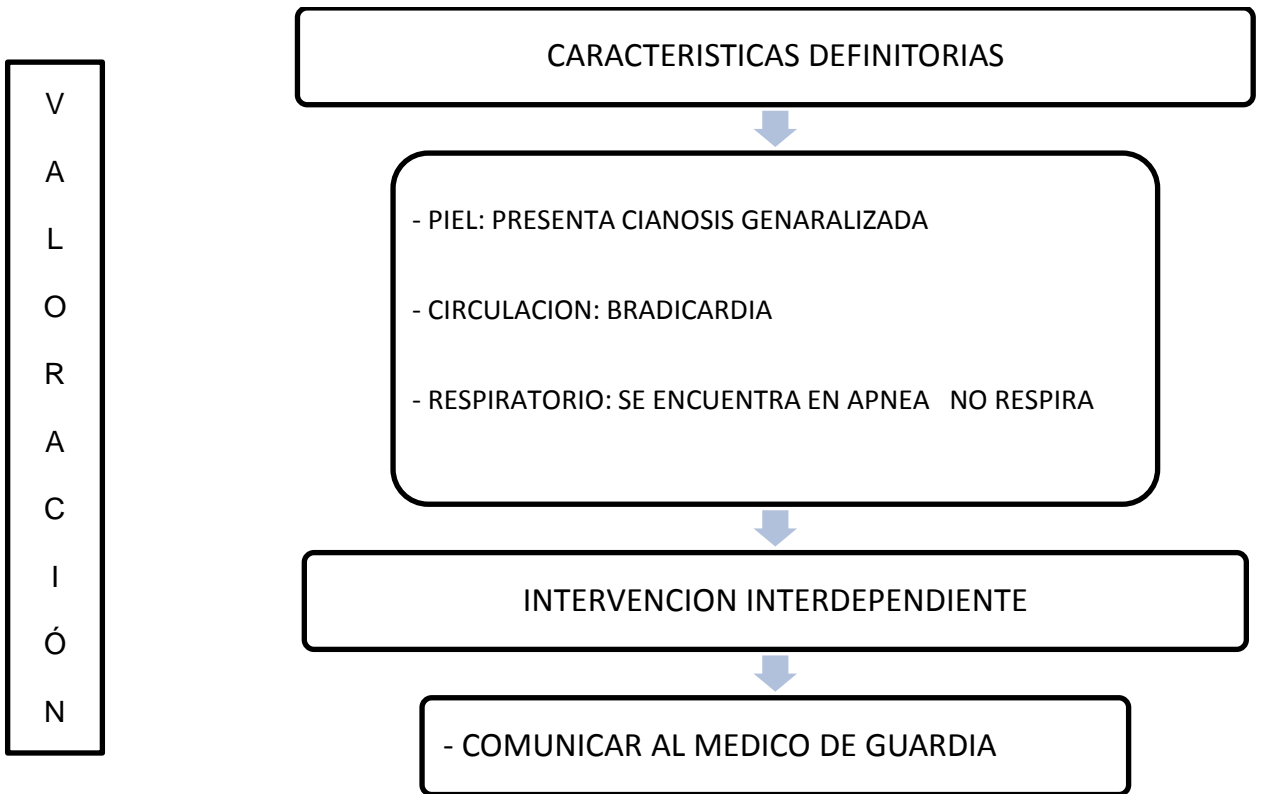 V
A
L
O
R
A
C
I
Ó
N
CARACTERISTICAS DEFINITORIAS
- PIEL: PRESENTA CIANOSIS GENARALIZADA
- CIRCULACION: BRADICARDIA
- RESPIRATORIO: SE ENCUENTRA EN APNEA   NO RESPIRA
INTERVENCION INTERDEPENDIENTE
- COMUNICAR AL MEDICO DE GUARDIA